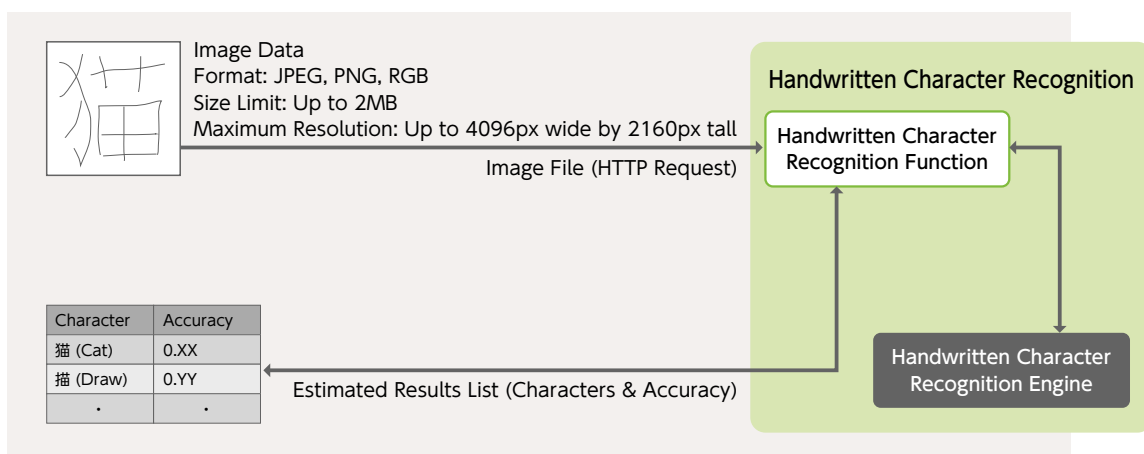 猫
Image Data
Format: JPEG, PNG, RGB
Size Limit: Up to 2MB
Maximum Resolution: Up to 4096px wide by 2160px tall
Image File (HTTP Request)
Handwritten Character Recognition
Handwritten Character
Recognition Function
Handwritten Character
Recognition Engine
Character Accuracy
猫 (Cat) 0.XX
描 (Draw) 0.YY
・ ・
Estimated Results List (Characters & Accuracy)